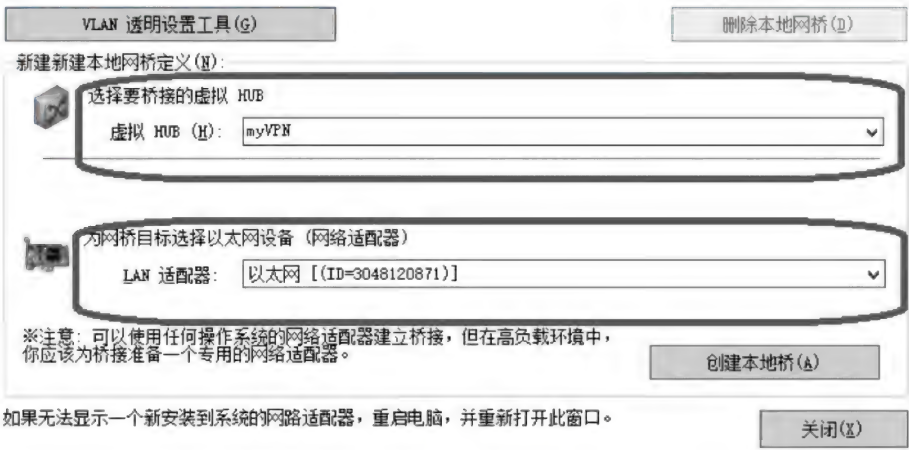 VLAN 透明设置工具(G)
删除本地网桥(D)
新建新建本地网桥定义(N):
选择要桥接的虚拟 HUB
虚拟 HUB (H): myVPN
为网桥目标选择以太网设备 (网络适配器)
LAN 适配器: 以太网 [(ID=3048120871)]
※注意: 可以使用任何操作系统的网络适配器建立桥接，但在高负载环境中，
你应该为桥接准备一个专用的网络适配器。
创建本地桥(A)
如果无法显示一个新安装到系统的网路适配器，重启电脑，并重新打开此窗口。
关闭(X)